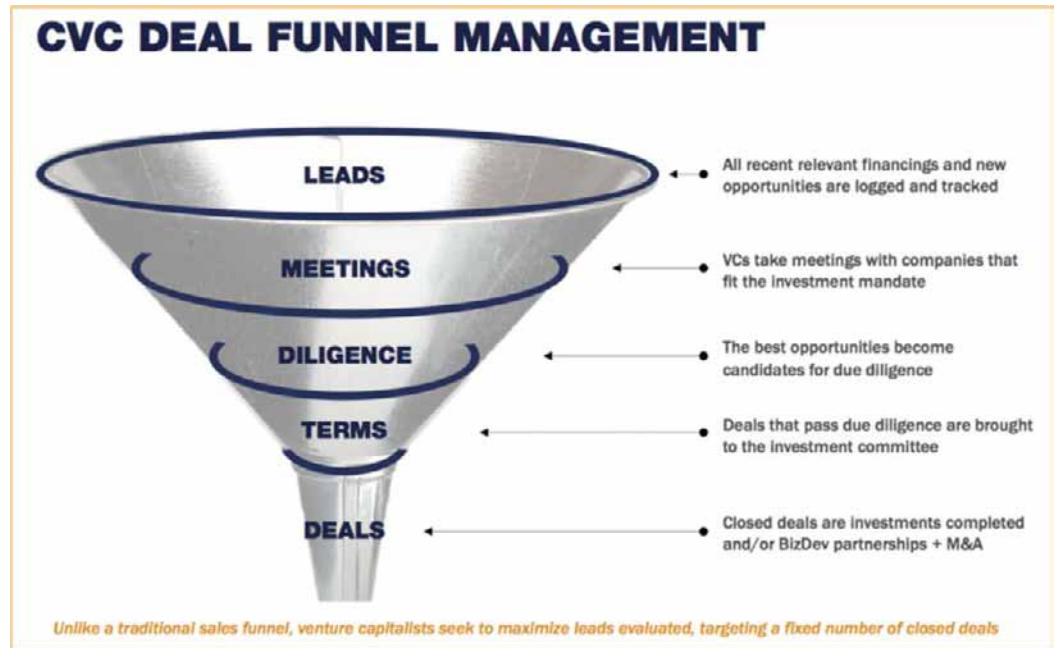 CVC DEAL FUNNEL MANAGEMENT
LEADS
All recent relevant financings and new
opportunities are logged and tracked
MEETINGS
VCs take meetings with companies that
fit the investment mandate
DILIGENCE
The best opportunities become
candidates for due diligence
TERMS
Deals that pass due diligence are brought
to the investment committee
DEALS
Closed deals are investments completed
and/or BizDev partnerships + M&A
Unlike a traditional sales funnel, venture capitalists seek to maximize leads evaluated, targeting a fixed number of closed deals